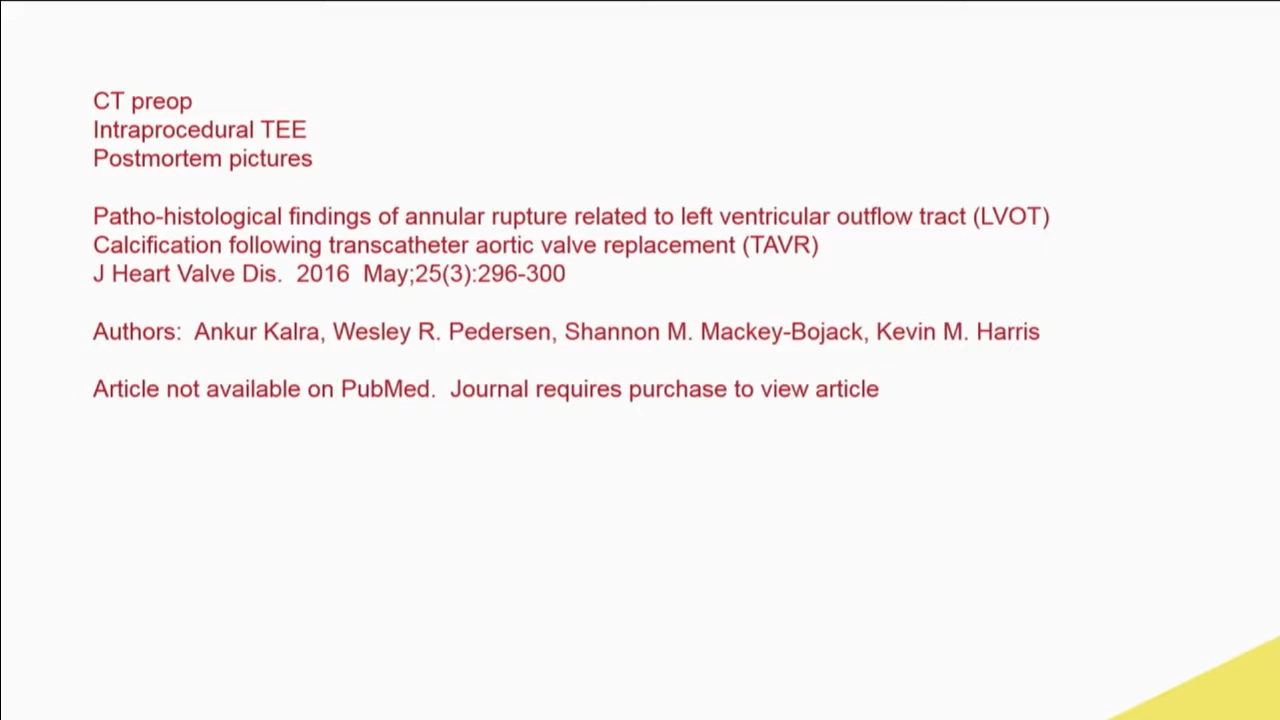 CT preop
Intraprocedural TEE
Postmortem pictures
Patho-histological findings of annular rupture related to left ventricular outflow tract (LVOT)
Calcification following transcatheter aortic valve replacement (TAVR)
J Heart Valve Dis.  2016  May;25(3):296-300
Authors:  Ankur Kalra, Wesley R. Pedersen, Shannon M. Mackey-Bojack, Kevin M. Harris
Article not available on PubMed.  Journal requires purchase to view article